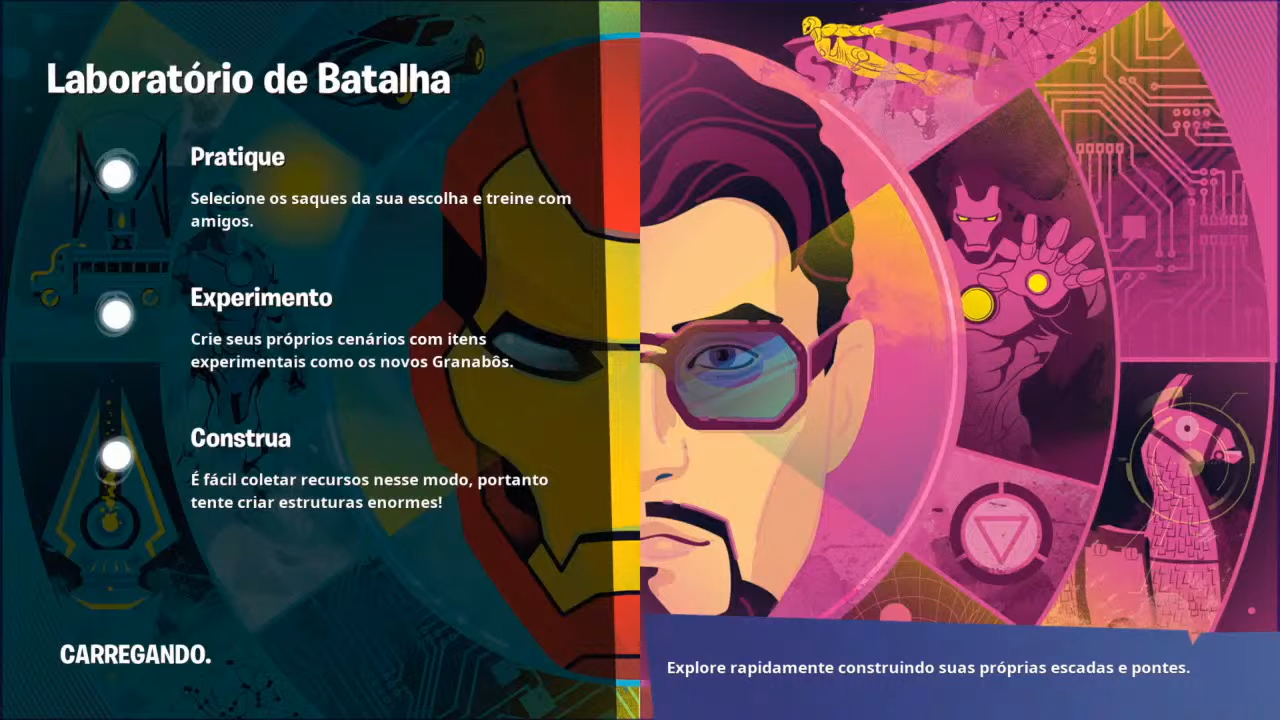 Laboratório de Batalha
Pratique
Selecione os saques da sua escolha e treine com
amigos.
Experimento
Crie seus próprios cenários com itens
experimentais como os novos Granabôs.
Construa
É fácil coletar recursos nesse modo, portanto
tente criar estruturas enormes!
CARREGANDO.
STARK
Explore rapidamente construindo suas próprias escadas e pontes.